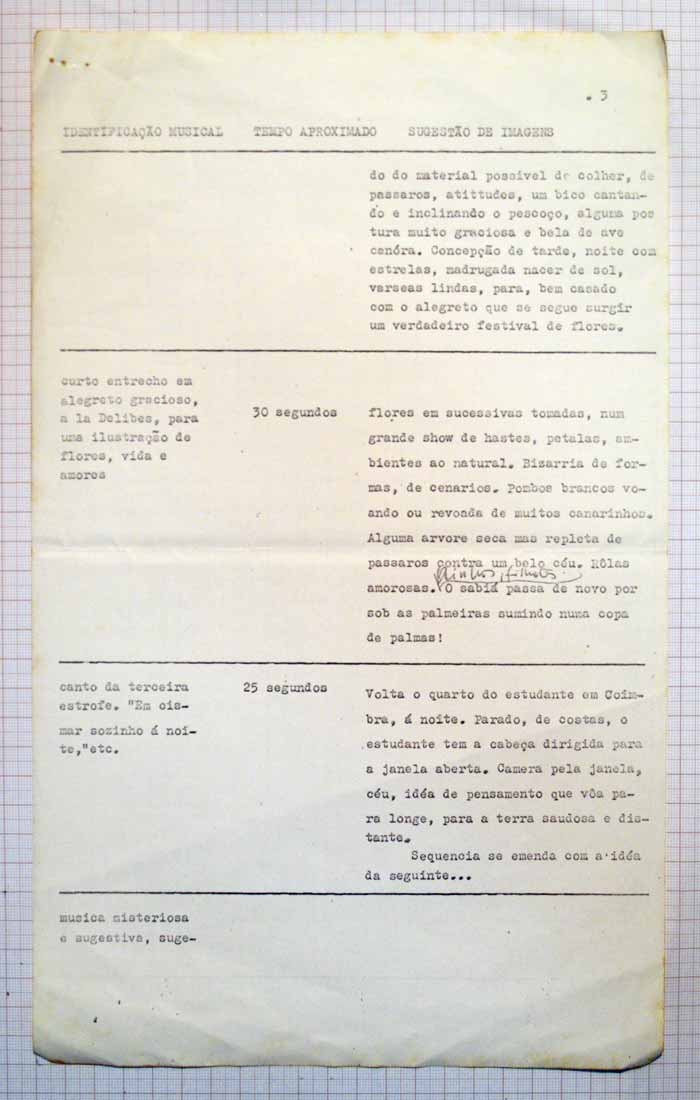 . 3
IDENTIFICAÇÃO MUSICAL TEMPO APROXIMADO SUGESTÃO DE IMAGENS
do do material possivel de colher, de
passaros, atittudes, um bico cantan-
do e inclinando o pescoço, alguma pos
tura muito graciosa e bela de ave
canóra. Concepção de tarde, noite com
estrelas, madrugada nacer de sol,
varseas lindas, para, bem casado
com o alegreto que se segue surgir
um verdadeiro festival de flores.
curto entrecho em
alegreto gracioso,
a la Delibes, para
uma ilustração de
flores, vida e
amores
30 segundos
flores em sucessivas tomadas, num
grande show de hastes, petalas, am-
bientes ao natural. Bizarria de for-
mas, de cenarios. Pombos brancos vo-
ando ou revoada de muitos canarinhos.
Alguma arvore seca mas repleta de
passaros contra um belo céu. Rôlas
Ninhos, filhotes.
amorosas. O sabiá passa de novo por
sob as palmeiras sumindo numa copa
de palmas!
canto da terceira
estrofe. "Em cis-
mar sozinho á noi-
te,"etc.
25 segundos
Volta o quarto do estudante em Coim-
bra, á noite. Parado, de costas, o
estudante tem a cabeça dirigida para
a janela aberta. Camera pela janela,
céu, idéa de pensamento que vôa pa-
ra longe, para a terra saudosa e dis-
tante.
Sequencia se emenda com a idéa
da seguinte...
musica misteriosa
e sugestiva, suge-